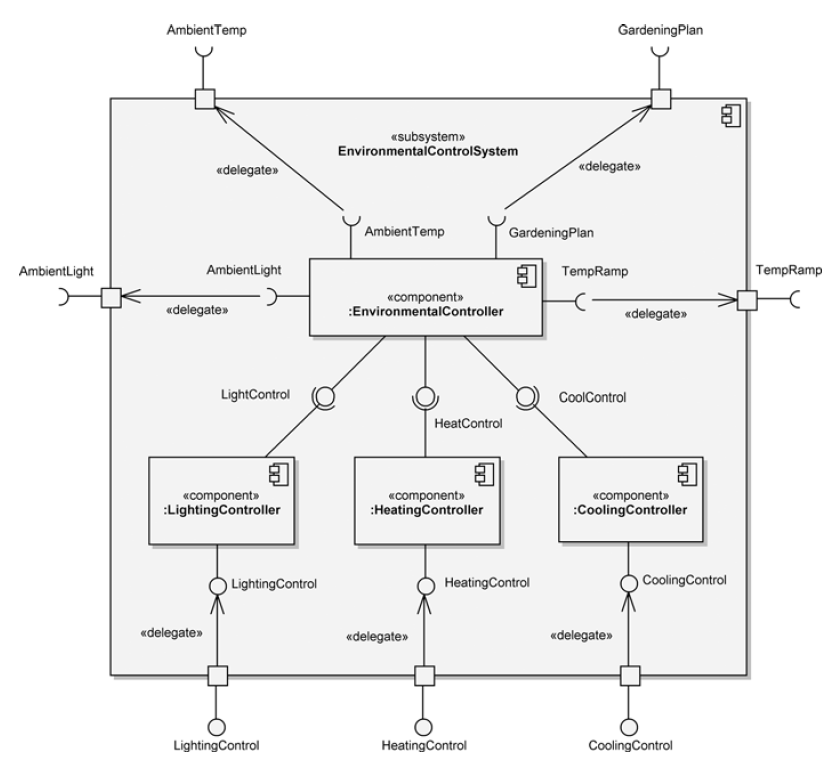 AmbientTemp
GardeningPlan
«subsystem»
EnvironmentalControlSystem
«delegate»
«delegate»
AmbientTemp
GardeningPlan
AmbientLight
AmbientLight
TempRamp
TempRamp
«delegate»
«component»
:EnvironmentalController
«delegate»
LightControl
HeatControl
CoolControl
«component»
:LightingController
«component»
:HeatingController
«component»
:CoolingController
LightingControl
HeatingControl
CoolingControl
«delegate»
«delegate»
«delegate»
LightingControl
HeatingControl
CoolingControl